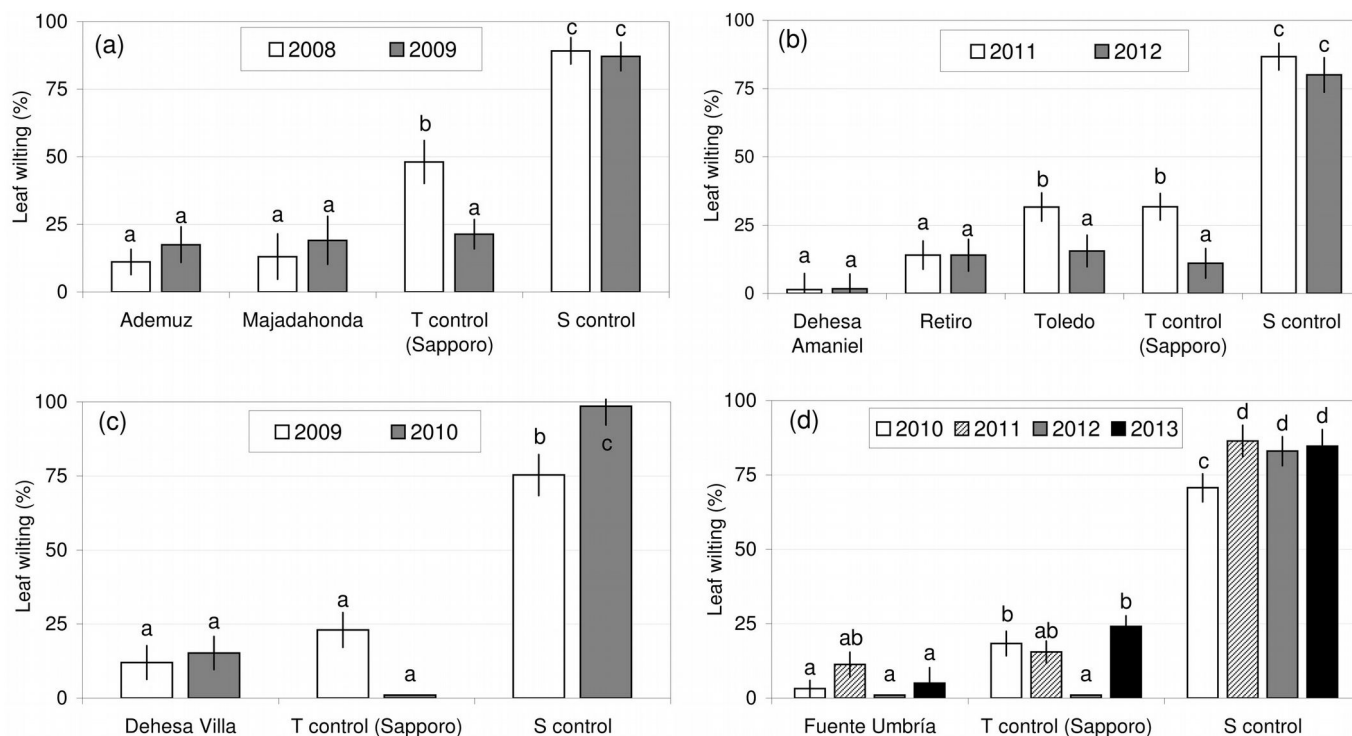 (a)
2008 2009
Leaf wilting (%)
100
75
50
25
0
a a a a b a c c
Ademuz Majadahonda T control (Sapporo) S control
(b)
2011 2012
Leaf wilting (%)
100
75
50
25
0
a a a a b a b a c c
Dehesa Amaniel Retiro Toledo T control (Sapporo) S control
(c)
2009 2010
Leaf wilting (%)
100
75
50
25
0
a a a a b c
Dehesa Villa T control (Sapporo) S control
(d)
2010 2011 2012 2013
Leaf wilting (%)
100
75
50
25
0
a ab a a b ab a b c d d d
Fuente Umbría T control (Sapporo) S control